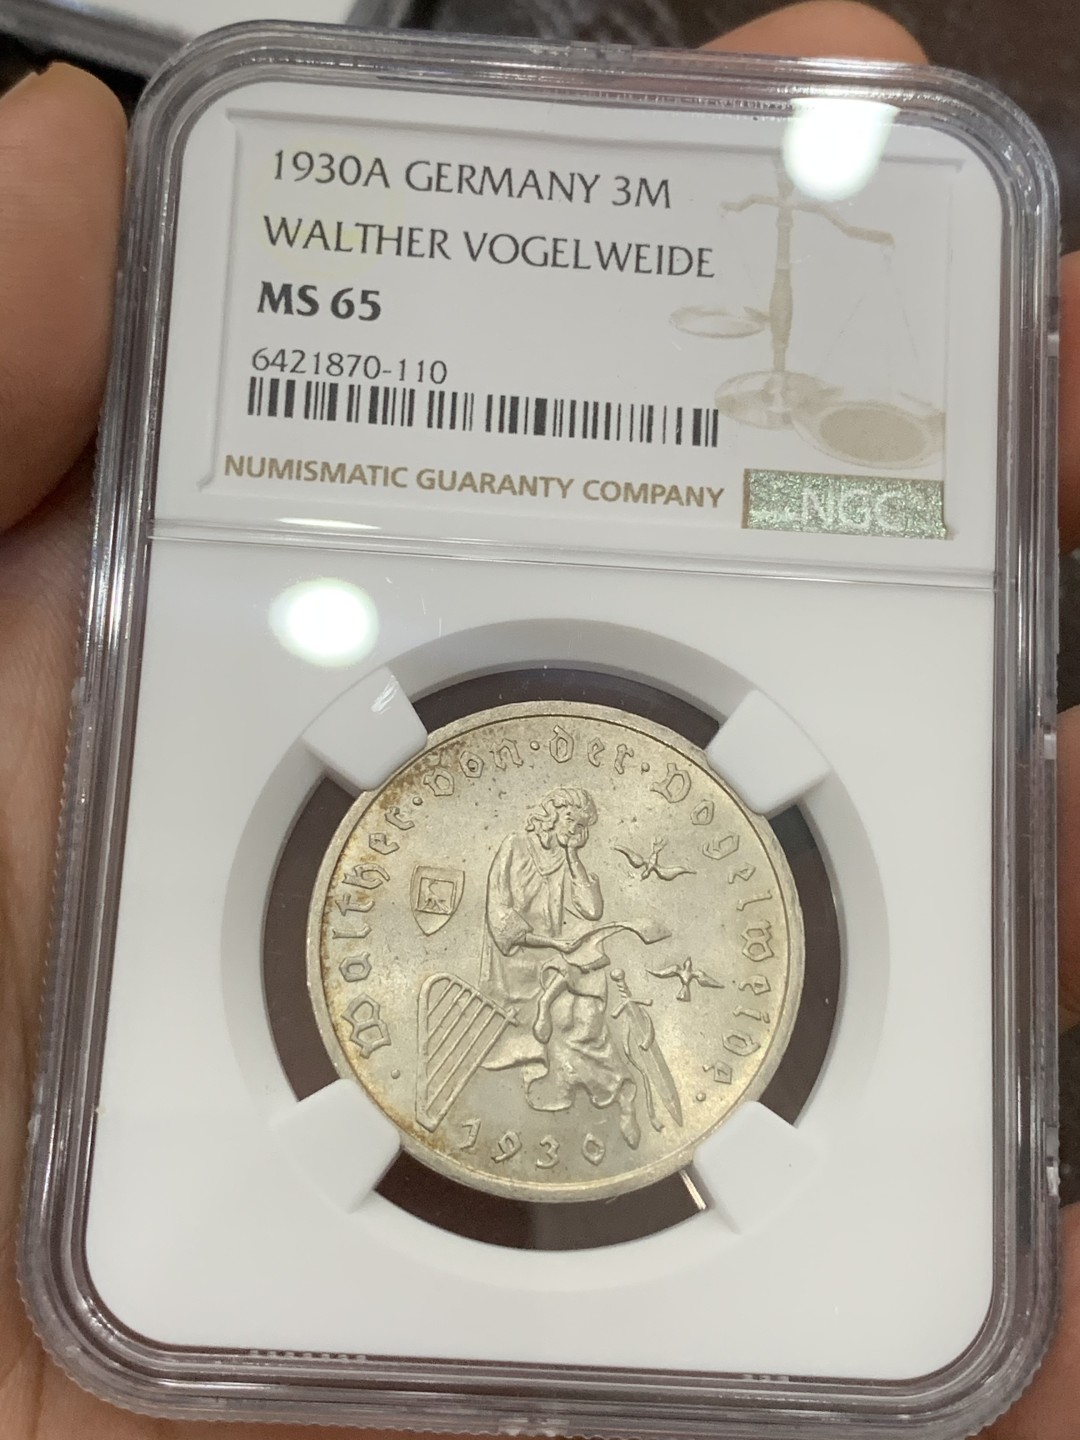 1930A GERMANY 3M
WALTHER VOGELWEIDE
MS 65
6421870-110
NUMISMATIC GUARANTY COMPANY
NGC
Walther·von·der·Vogelweide
1930